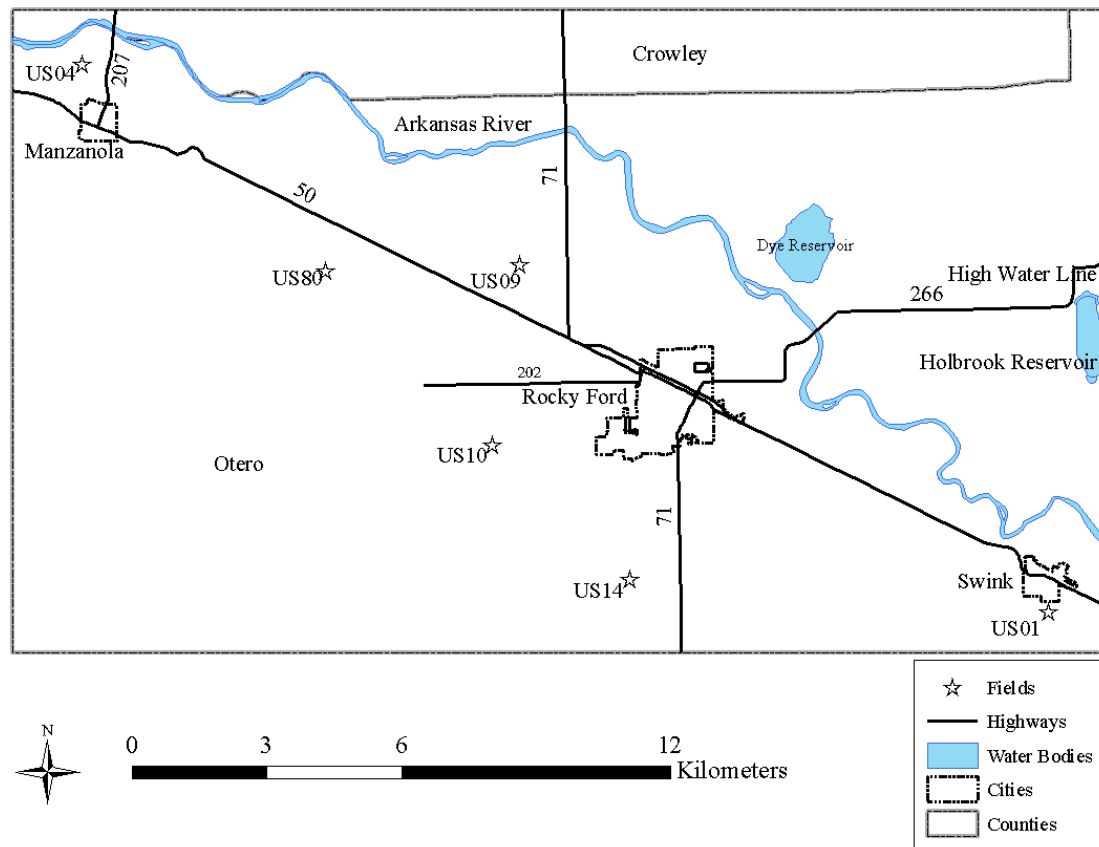 Crowley
US04
207
Arkansas River
Manzanola
71
50
Dye Reservoir
US80
US09
High Water Line
266
Holbrook Reservoir
202
Rocky Ford
US10
Otero
71
US14
Swink
US01
N
0 3 6 12
Kilometers
Fields
Highways
Water Bodies
Cities
Counties